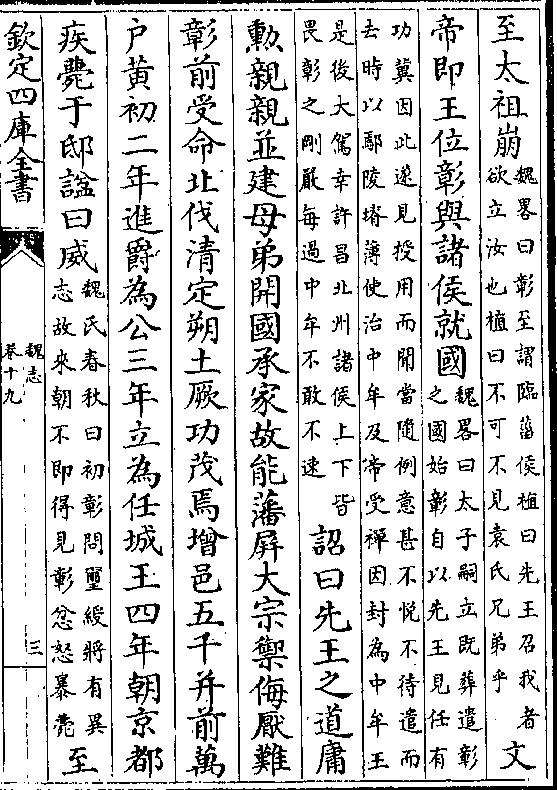 至太祖崩魏畧曰彰至謂臨菑侯植曰先王召我者欲立汝也植曰不可不見袁氏兄弟乎文
帝即王位彰與諸侯就國魏畧曰太子嗣立既葬遣彰之國始彰自以先王見任有
功冀因此遂見授用而聞當隨例意甚不悅不待遣而
去時以鄢陵塉薄使治中牟及帝受禪因封為中牟王
是後大駕幸許昌北州諸侯上下皆畏彰之剛嚴每過中牟不敢不速詔曰先王之道庸
勲親親並建母弟開國承家故能藩屏大宗禦侮厭難
彰前受命北伐清定朔土厥功茂焉增邑五千并前萬
户黃初二年進爵為公三年立為任城王四年朝京都
疾薨于邸諡曰威魏氏春秋曰初彰問璽綬將有異志故來朝不即得見彰忿怒暴薨至
欽定四庫全書
魏志
卷十九
三